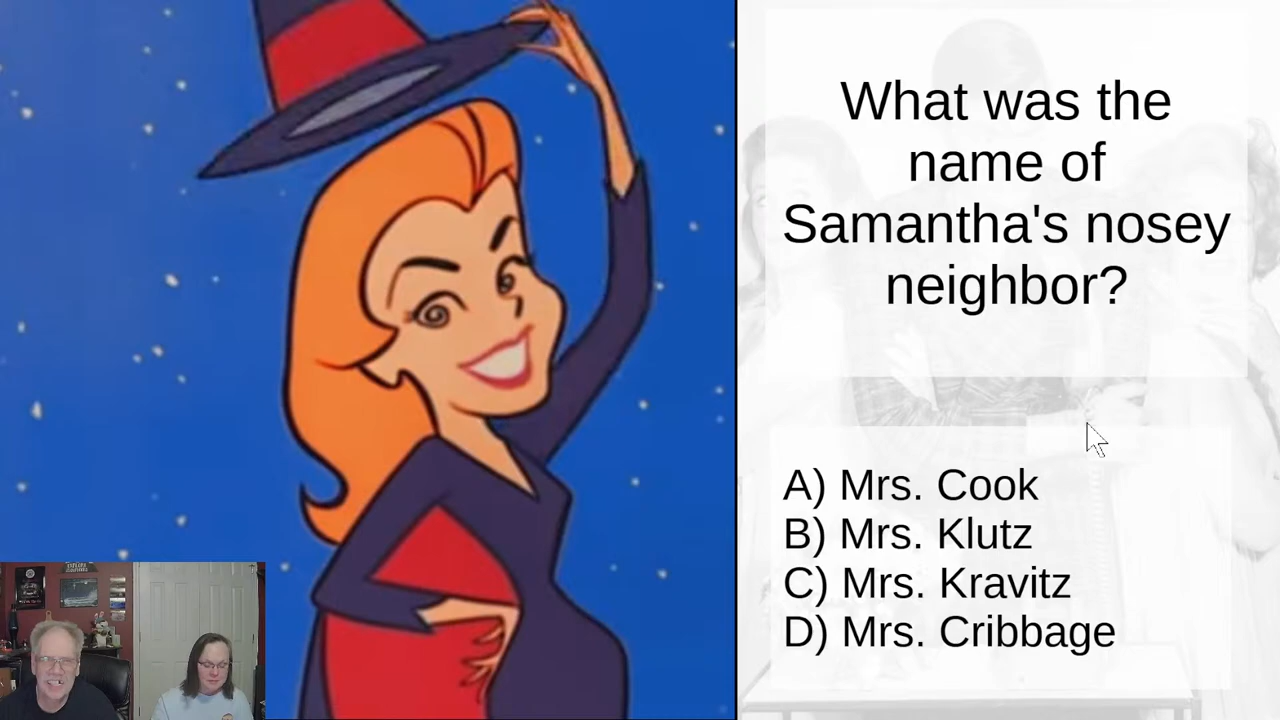 What was the
name of
Samantha's nosey
neighbor?
A) Mrs. Cook
B) Mrs. Klutz
C) Mrs. Kravitz
D) Mrs. Cribbage